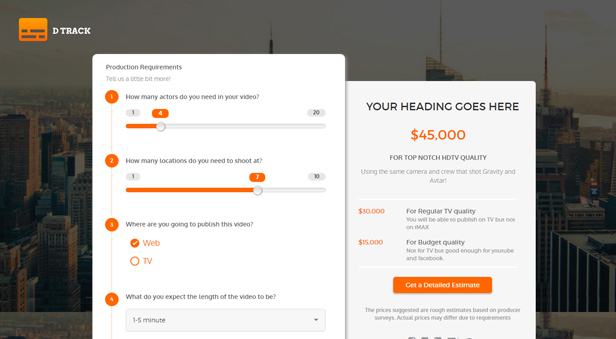 D TRACK
Production Requirements
Tell us a little bit more!
1 How many actors do you need in your video?
1 4 20
2 How many locations do you need to shoot at?
1 7 10
3 Where are you going to publish this video?
Web
TV
4 What do you expect the length of the video to be?
1-5 minute
YOUR HEADING GOES HERE
$45,000
FOR TOP NOTCH HDTV QUALITY
Using the same camera and crew that shot Gravity and
Avtar!
$30,000 For Regular TV quality
You will be able to publish on TV but not
on IMAX
$15,000 For Budget quality
Not for TV but good enough for youtube
and facebook.
Get a Detailed Estimate
The prices suggested are rough estimates based on producer
surveys. Actual prices may differ due to requirements